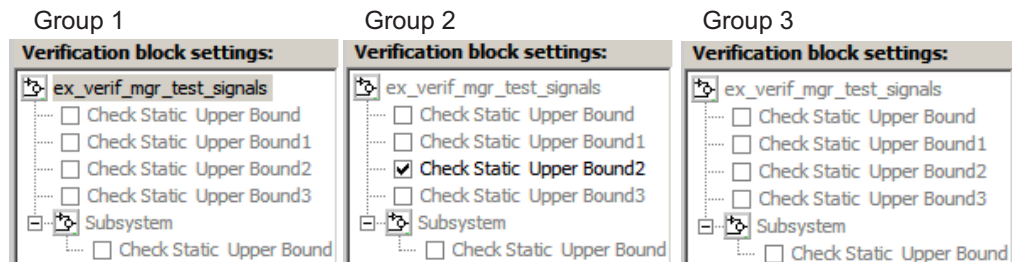 Group 1
Verification block settings:
ex_verif_mgr_test_signals
Check Static Upper Bound
Check Static Upper Bound1
Check Static Upper Bound2
Check Static Upper Bound3
Subsystem
Check Static Upper Bound
Group 2
Verification block settings:
ex_verif_mgr_test_signals
Check Static Upper Bound
Check Static Upper Bound1
Check Static Upper Bound2
Check Static Upper Bound3
Subsystem
Check Static Upper Bound
Group 3
Verification block settings:
ex_verif_mgr_test_signals
Check Static Upper Bound
Check Static Upper Bound1
Check Static Upper Bound2
Check Static Upper Bound3
Subsystem
Check Static Upper Bound